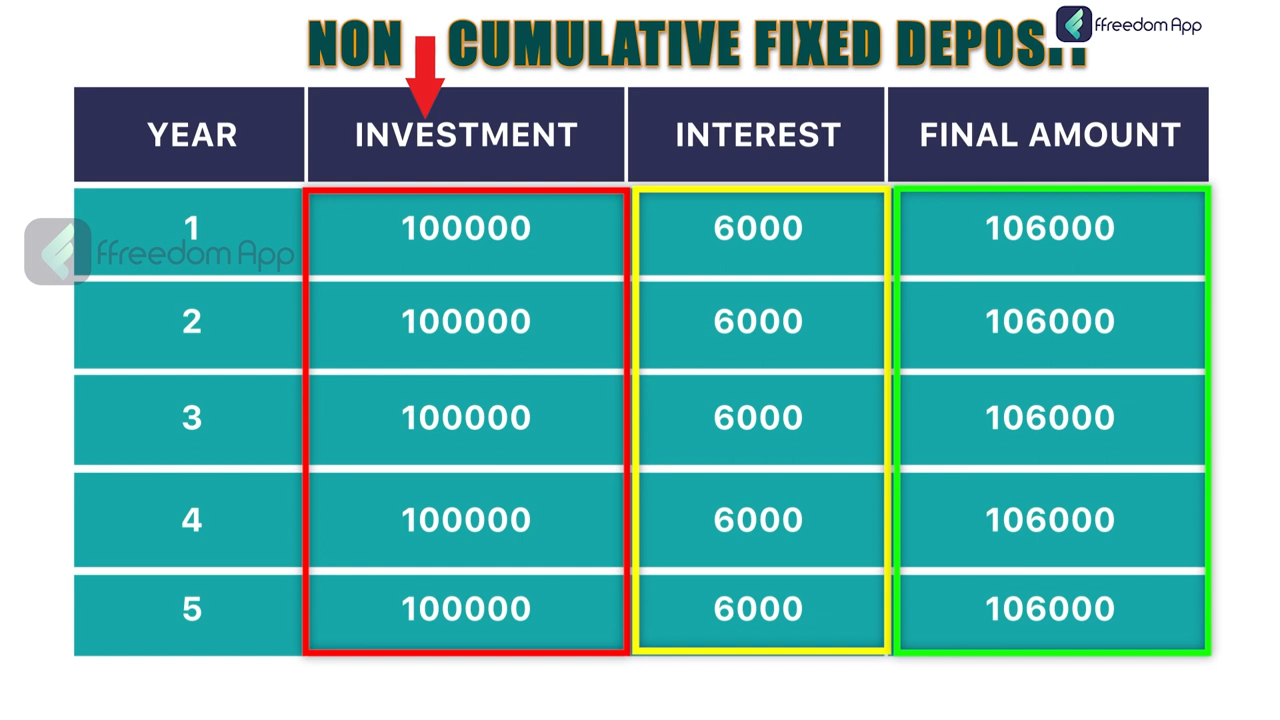 NON CUMULATIVE FIXED DEPOS
ffreedom App
YEAR INVESTMENT INTEREST FINAL AMOUNT
1 100000 6000 106000
ffreedom App
2 100000 6000 106000
3 100000 6000 106000
4 100000 6000 106000
5 100000 6000 106000